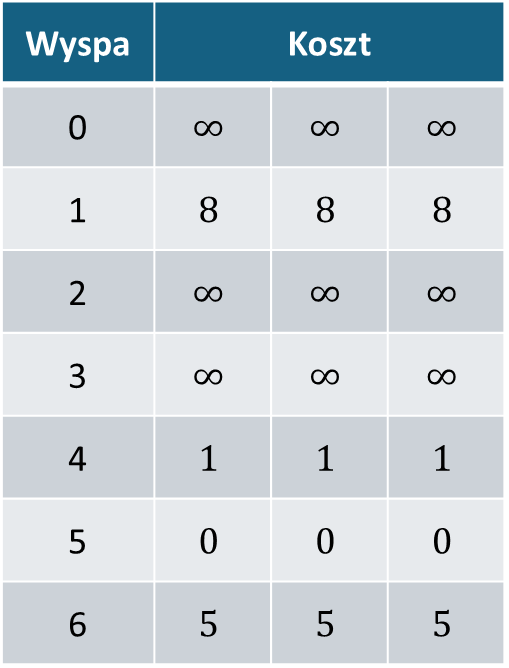 Wyspa Koszt
0 ∞ ∞ ∞
1 8 8 8
2 ∞ ∞ ∞
3 ∞ ∞ ∞
4 1 1 1
5 0 0 0
6 5 5 5